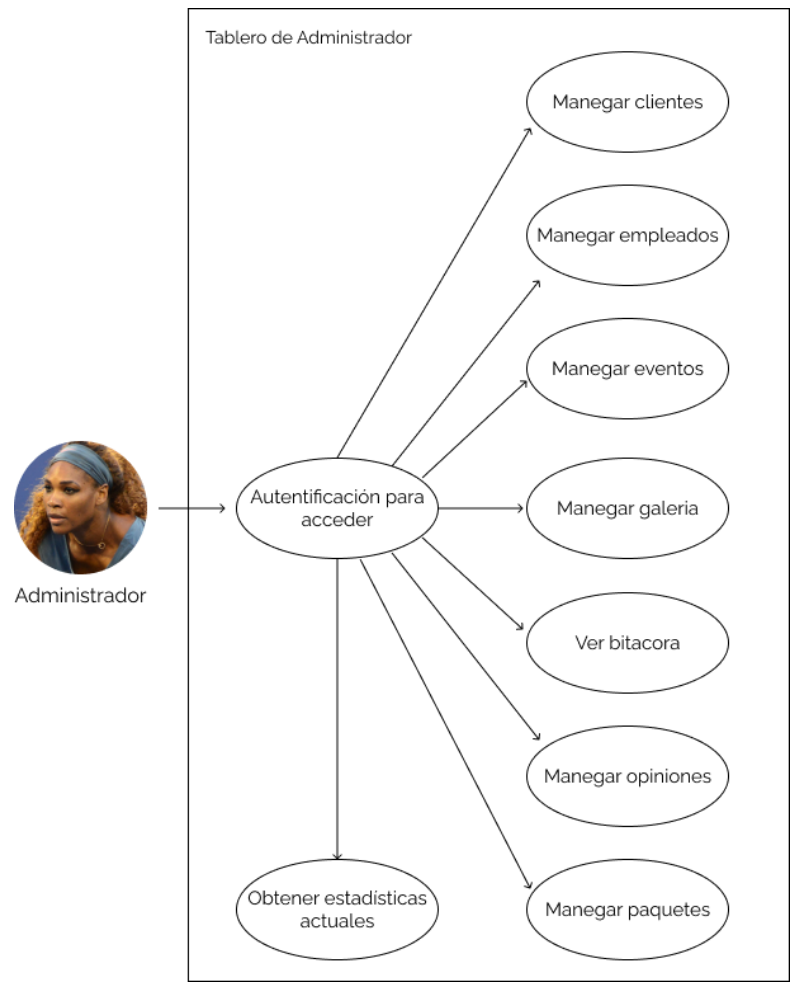 Tablero de Administrador
Manegar clientes
Manegar empleados
Manegar eventos
Autentificación para
acceder
Manegar galeria
Administrador
Ver bitacora
Manegar opiniones
Obtener estadísticas
actuales
Manegar paquetes